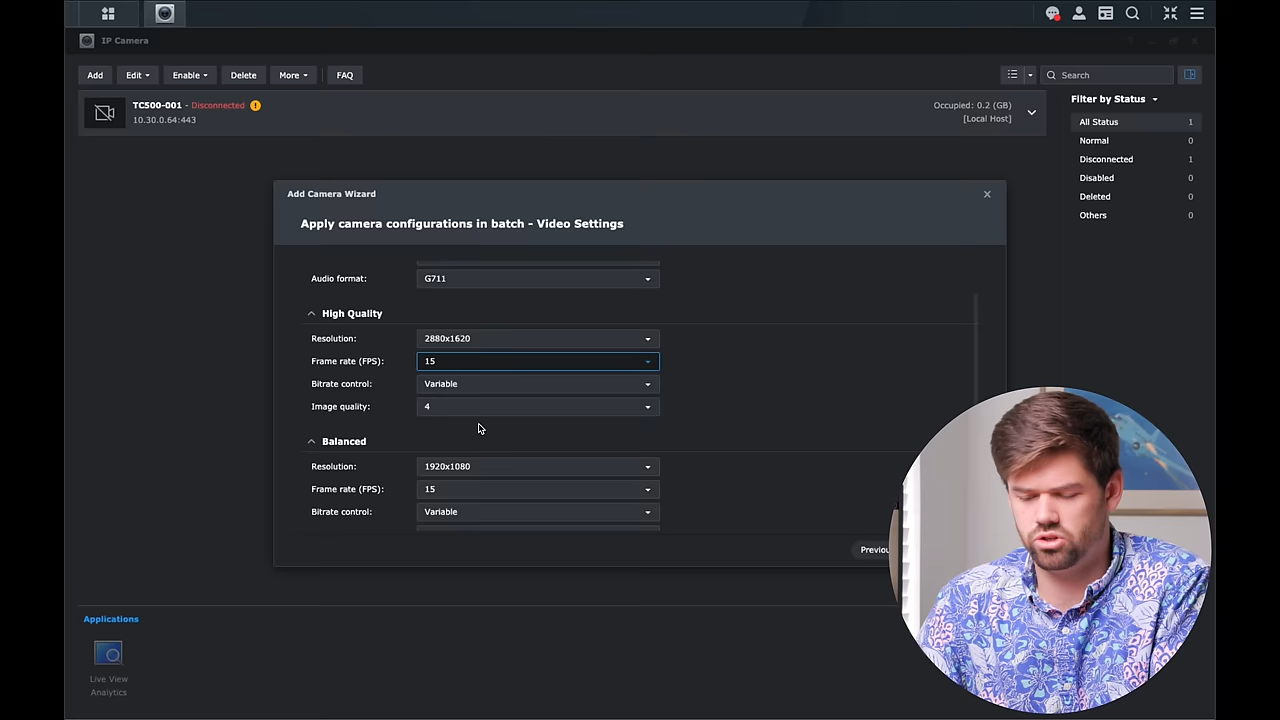 IP Camera
Add Edit Enable Delete More FAQ Search
TC500-001 - Disconnected
10.30.0.64:443
Occupied: 0.2 (GB)
[Local Host]
Filter by Status
All Status 1
Normal 0
Disconnected 1
Disabled 0
Deleted 0
Others 0
Add Camera Wizard
Apply camera configurations in batch - Video Settings
Audio format: G711
High Quality
Resolution: 2880x1620
Frame rate (FPS): 15
Bitrate control: Variable
Image quality: 4
Balanced
Resolution: 1920x1080
Frame rate (FPS): 15
Bitrate control: Variable
Previou
Applications
Live View
Analytics